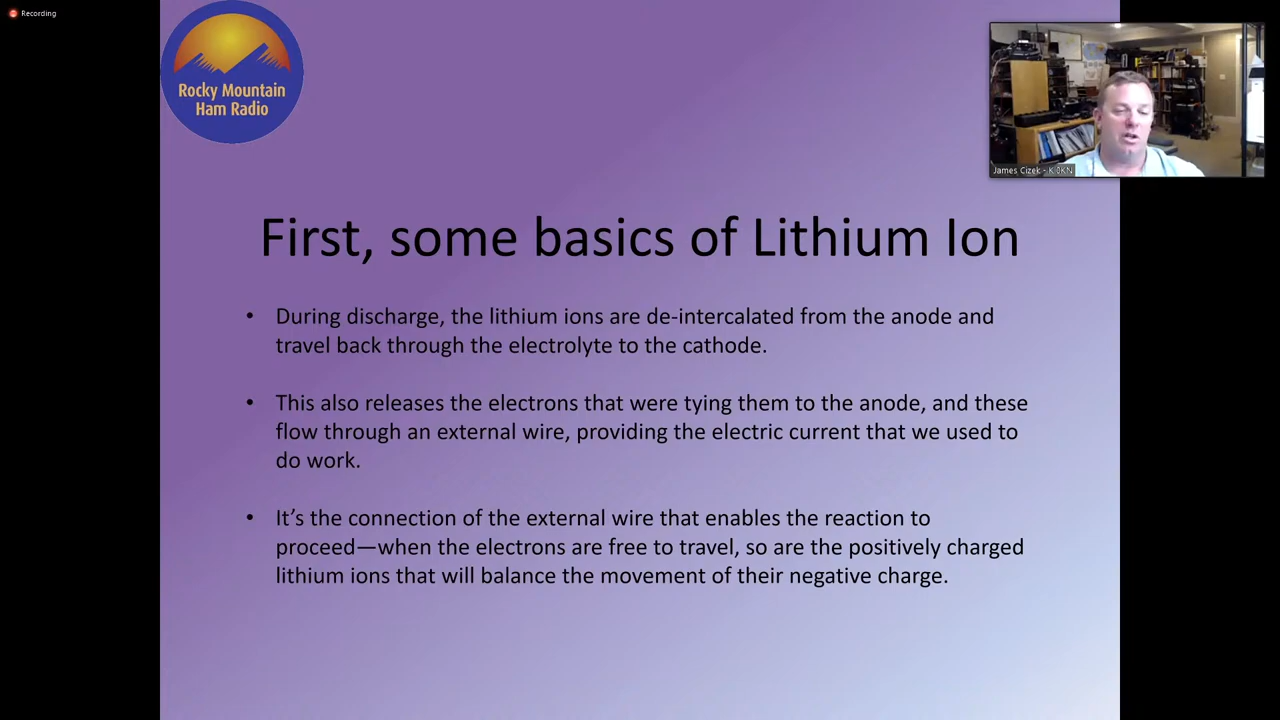 Recording
Rocky Mountain
Ham Radio
James Cizek - KI0KN
First, some basics of Lithium Ion
• During discharge, the lithium ions are de-intercalated from the anode and
travel back through the electrolyte to the cathode.
• This also releases the electrons that were tying them to the anode, and these
flow through an external wire, providing the electric current that we used to
do work.
• It’s the connection of the external wire that enables the reaction to
proceed—when the electrons are free to travel, so are the positively charged
lithium ions that will balance the movement of their negative charge.